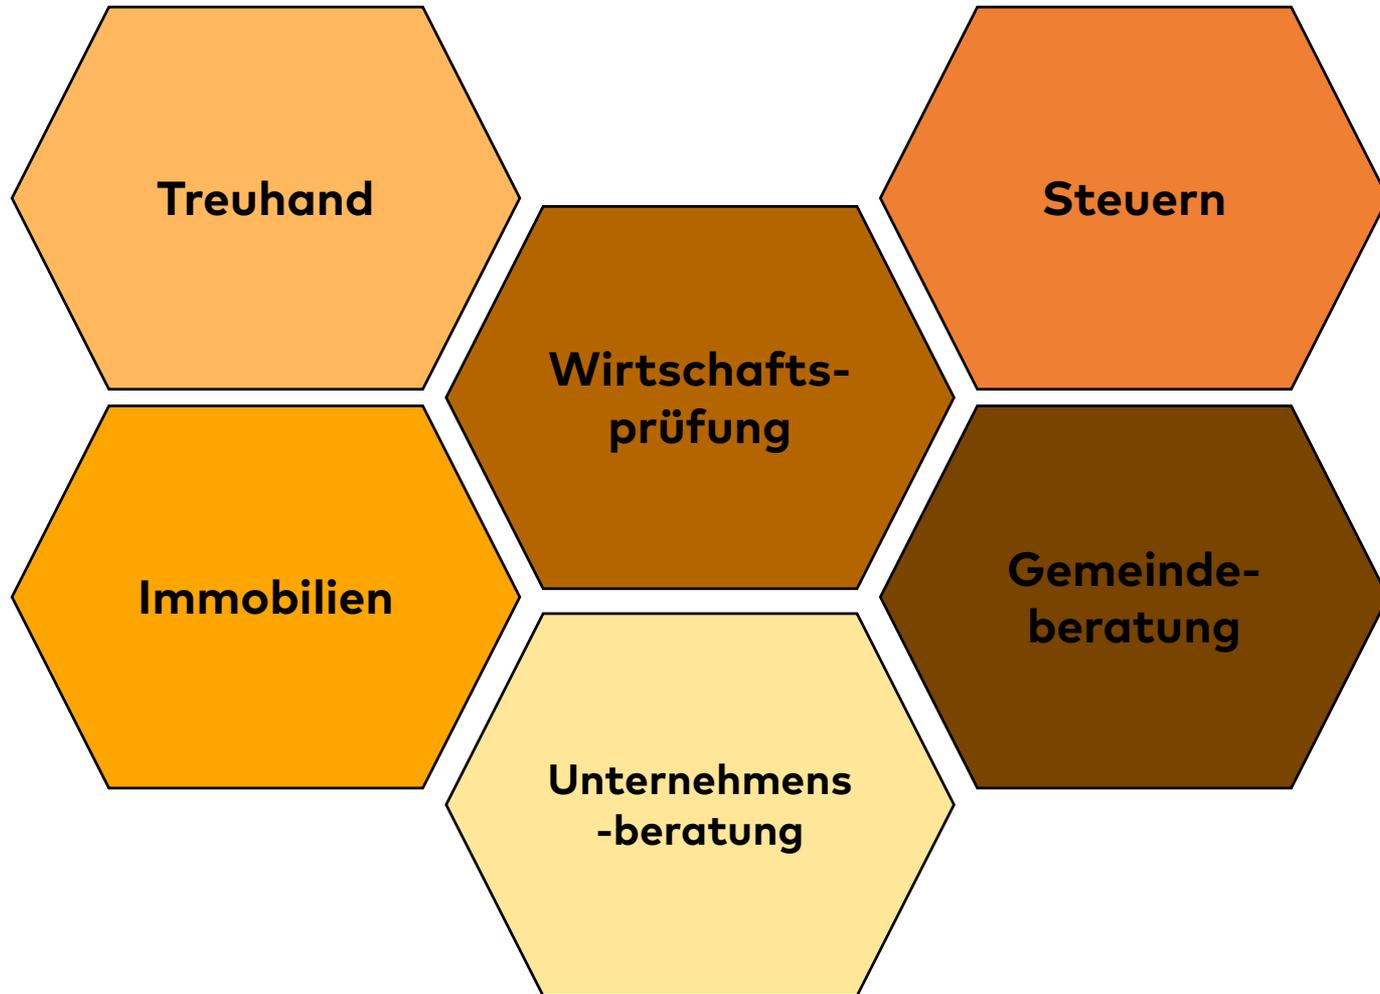 Treuhand
Steuern
Wirtschafts-
prüfung
Immobilien
Gemeinde-
beratung
Unternehmens
-beratung